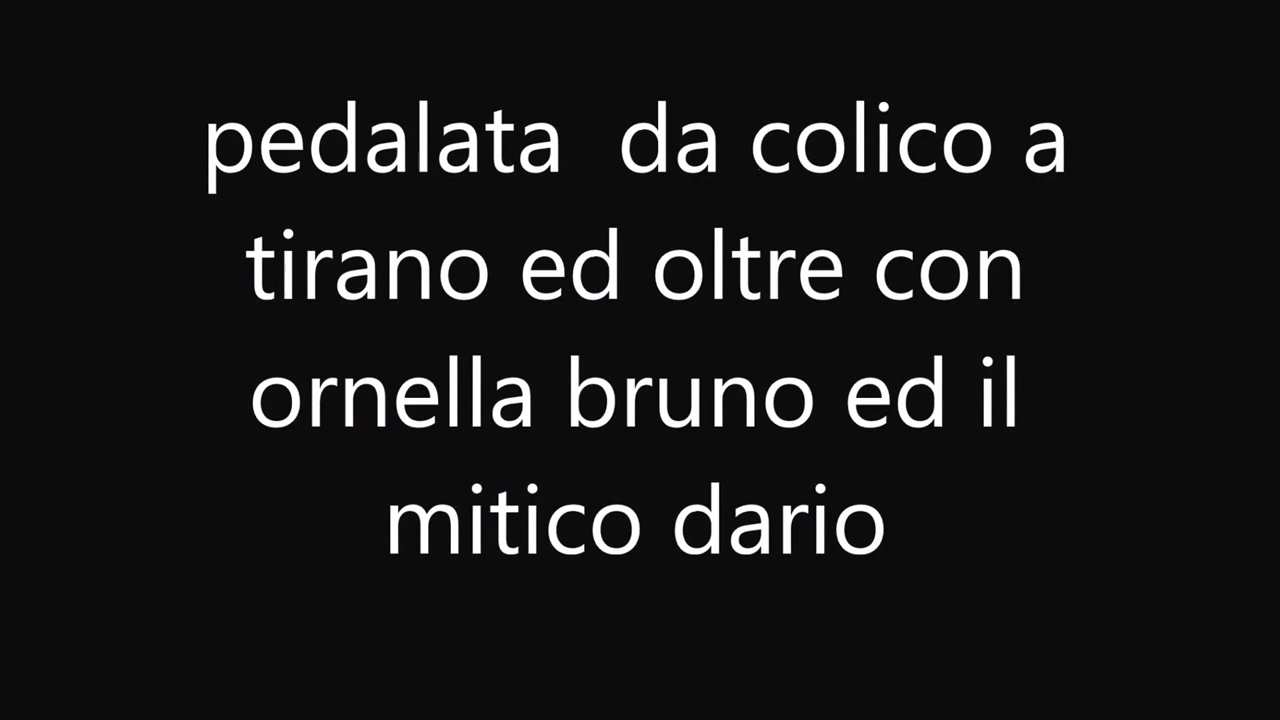 pedalata  da colico a
tirano ed oltre con
ornella bruno ed il
mitico dario